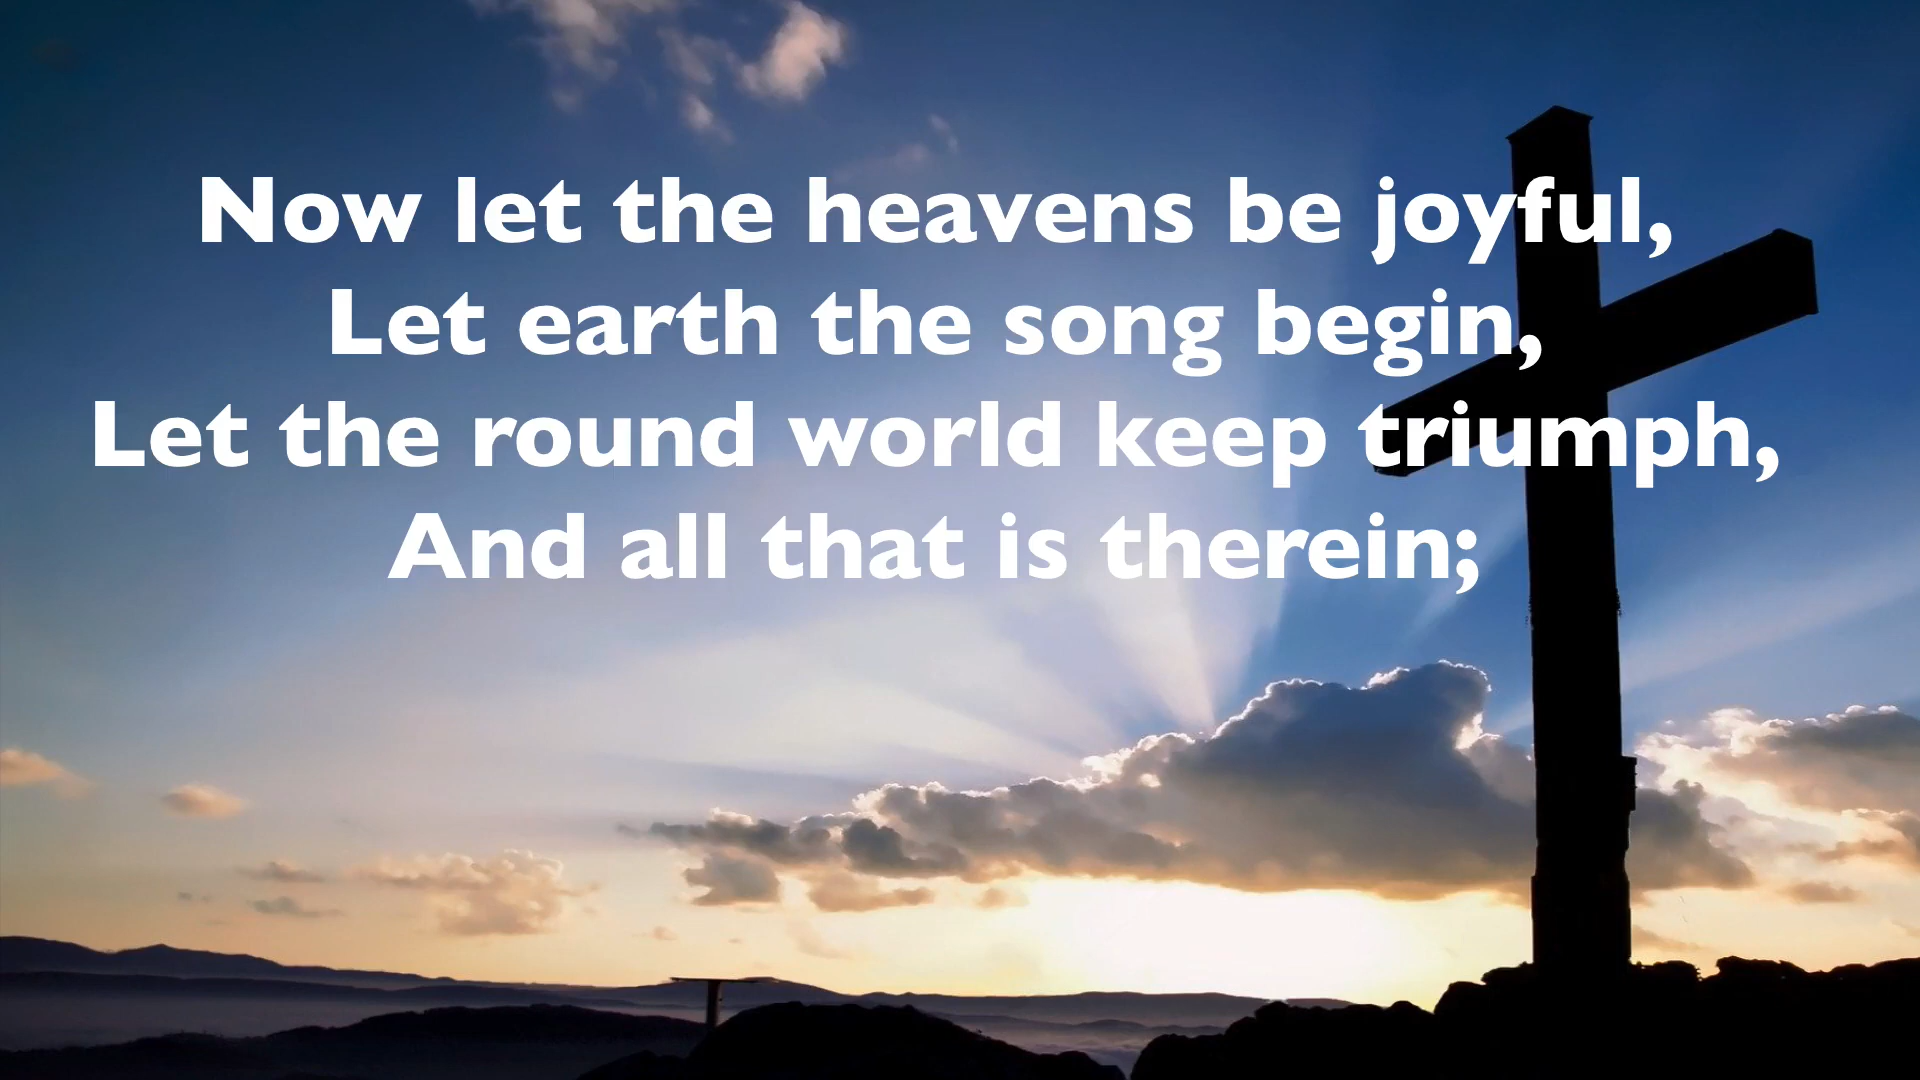 Now let the heavens be joyful,
Let earth the song begin,
Let the round world keep triumph,
And all that is therein;